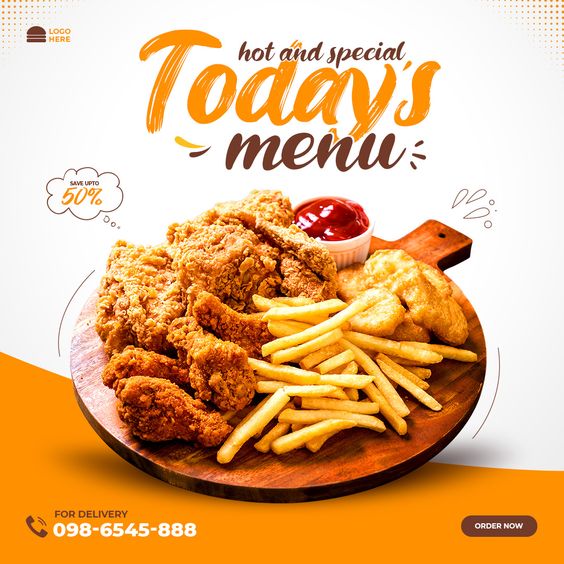 LOGO
HERE
hot and special
Today's
menu
SAVE UPTO
50%
FOR DELIVERY
098-6545-888
ORDER NOW